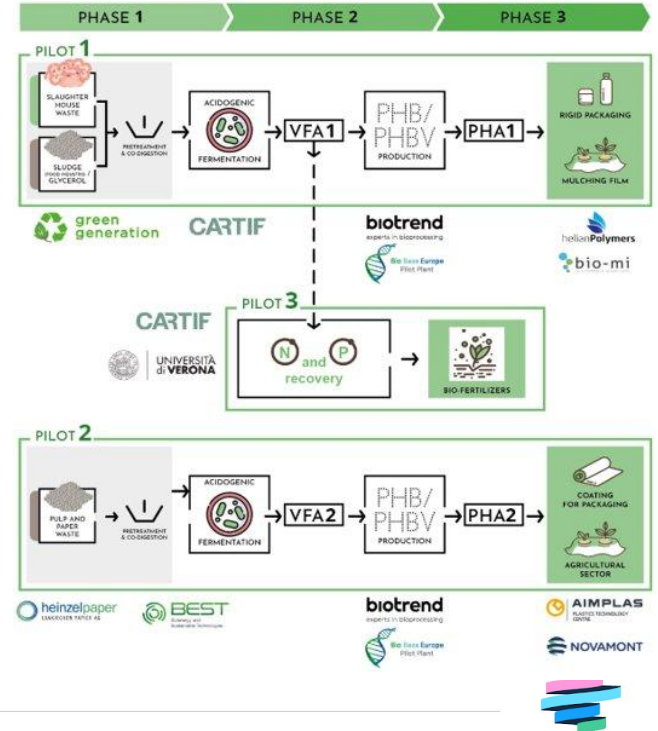 PHASE 1
PHASE 2
PHASE 3
PILOT 1
SLAUGHTER
HOUSE
WASTE
SLUDGE
GLYCEROL
PRETREATMENT
& CO-DIGESTION
ACIDOGENIC
FERMENTATION
VFA1
PHB/
PHBV
PRODUCTION
PHA1
RIGID PACKAGING
MULCHING FILM
green
generation
CARTIF
biotrend
experts in bioprocessing
Bio Base Europe
Pilot Plant
helianPolymers
bio-mi
PILOT 3
CARTIF
UNIVERSITÀ
di VERONA
N and P
recovery
BIO-FERTILIZERS
PILOT 2
PULP AND
PAPER
WASTE
PRETREATMENT
& CO-DIGESTION
ACIDOGENIC
FERMENTATION
VFA2
PHB/
PHBV
PRODUCTION
PHA2
COATING
FOR PACKAGING
AGRICULTURAL
SECTOR
heinzelpaper
BEST
biotrend
experts in bioprocessing
Bio Base Europe
Pilot Plant
AIMPLAS
PLASTICS TECHNOLOGY
CENTRE
NOVAMONT